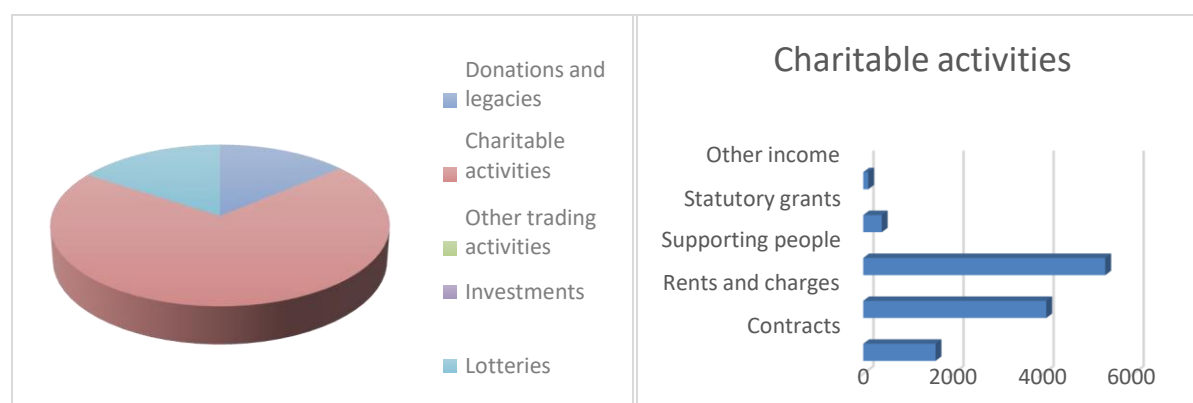 Donations and
legacies
Charitable
activities
Other trading
activities
Investments
Lotteries
Charitable activities
Other income
Statutory grants
Supporting people
Rents and charges
Contracts
0 2000 4000 6000